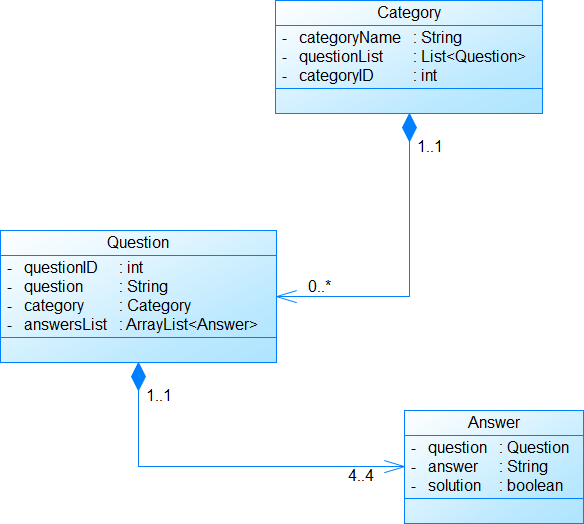 Category
- categoryName : String
- questionList : List<Question>
- categoryID : int
1..1
Question
- questionID : int
- question : String
- category : Category
- answersList : ArrayList<Answer>
0..*
1..1
Answer
- question : Question
- answer : String
- solution : boolean
4..4